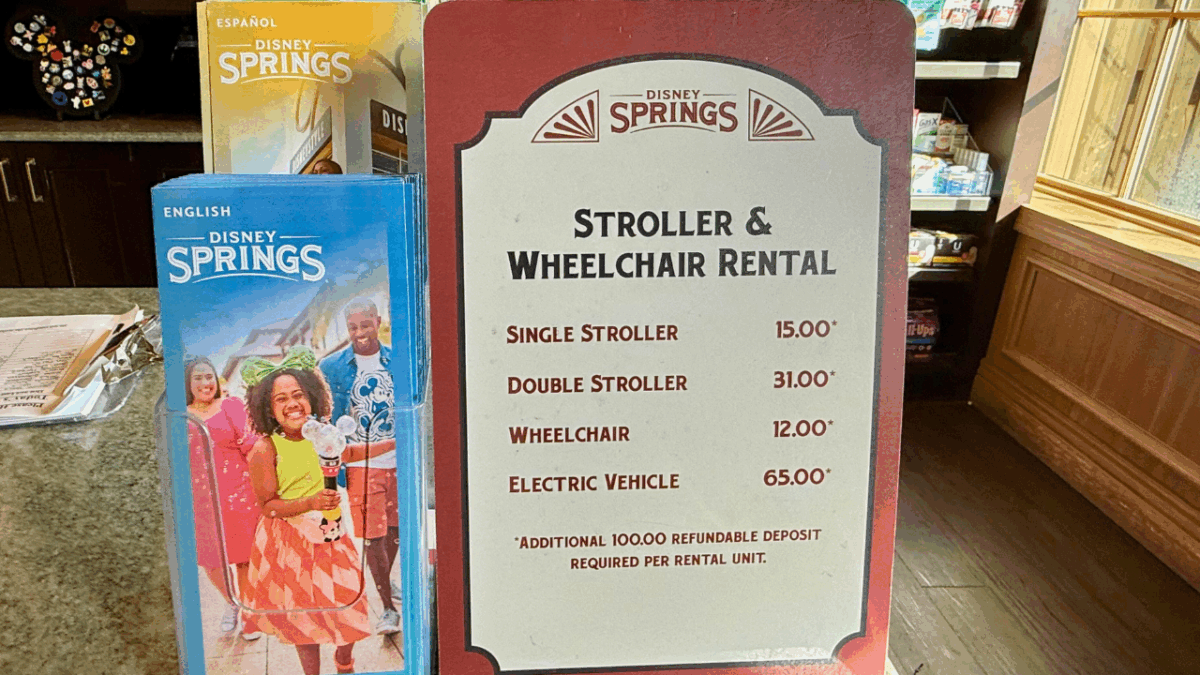 ESPAÑOL
DISNEY
SPRINGS
DIS
ENGLISH
DISNEY
SPRINGS
DISNEY
SPRINGS
STROLLER &
WHEELCHAIR RENTAL
SINGLE STROLLER 15.00*
DOUBLE STROLLER 31.00*
WHEELCHAIR 12.00*
ELECTRIC VEHICLE 65.00*
*ADDITIONAL 100.00 REFUNDABLE DEPOSIT
REQUIRED PER RENTAL UNIT.